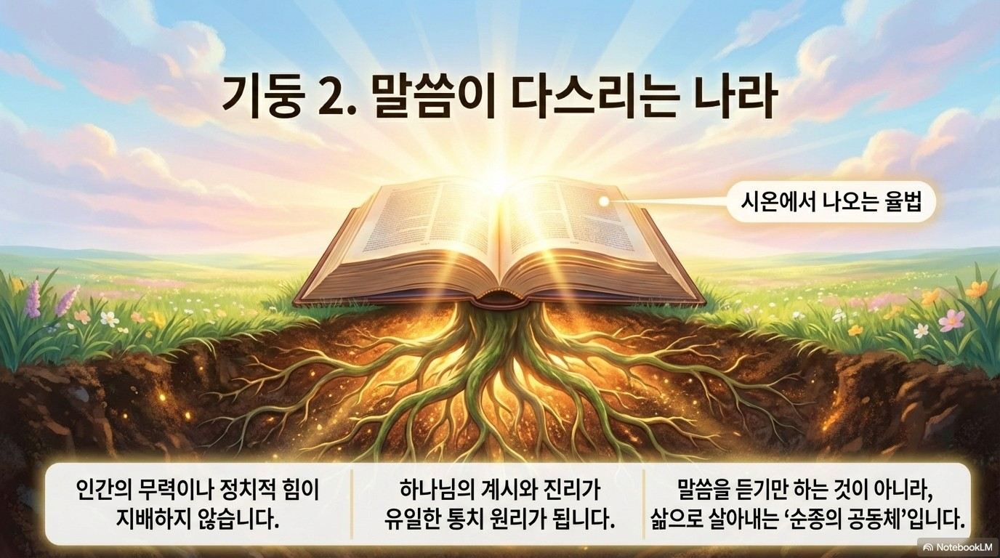 기둥 2. 말씀이 다스리는 나라
시온에서 나오는 율법
인간의 무력이나 정치적 힘이
지배하지 않습니다.
하나님의 계시와 진리가
유일한 통치 원리가 됩니다.
말씀을 듣기만 하는 것이 아니라,
삶으로 살아내는 ‘순종의 공동체’입니다.
NotebookLM